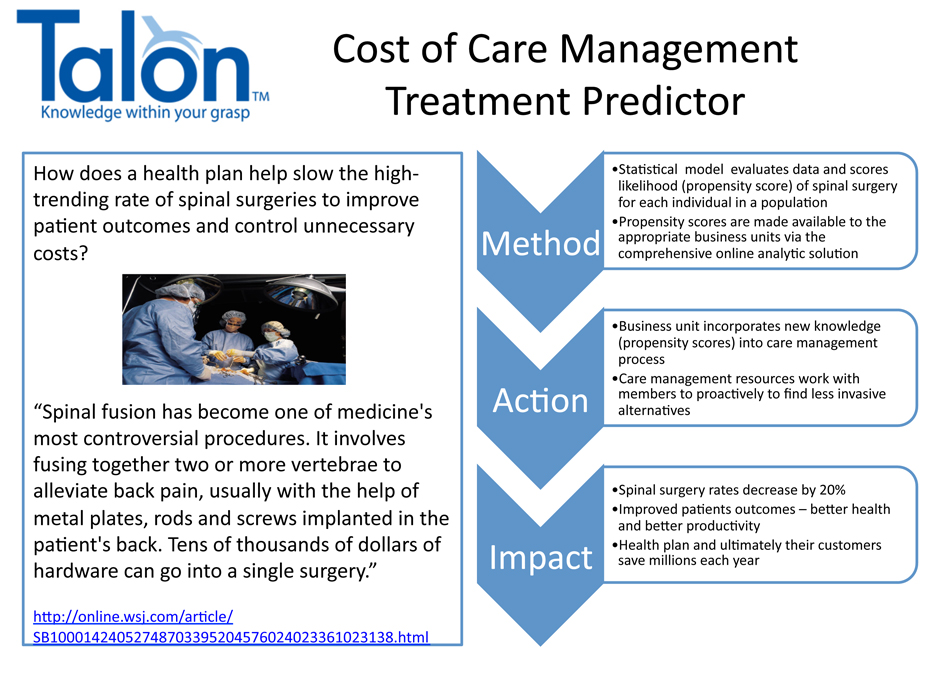 Talon™
Knowledge within your grasp
Cost of Care Management
Treatment Predictor
How does a health plan help slow the high-
trending rate of spinal surgeries to improve
patient outcomes and control unnecessary
costs?
“Spinal fusion has become one of medicine's
most controversial procedures. It involves
fusing together two or more vertebrae to
alleviate back pain, usually with the help of
metal plates, rods and screws implanted in the
patient's back. Tens of thousands of dollars of
hardware can go into a single surgery.”
http://online.wsj.com/article/
SB10001424052748703395204576024023361023138.html
Method
•Statistical model evaluates data and scores
likelihood (propensity score) of spinal surgery
for each individual in a population
•Propensity scores are made available to the
appropriate business units via the
comprehensive online analytic solution
Action
•Business unit incorporates new knowledge
(propensity scores) into care management
process
•Care management resources work with
members to proactively to find less invasive
alternatives
Impact
•Spinal surgery rates decrease by 20%
•Improved patients outcomes – better health
and better productivity
•Health plan and ultimately their customers
save millions each year